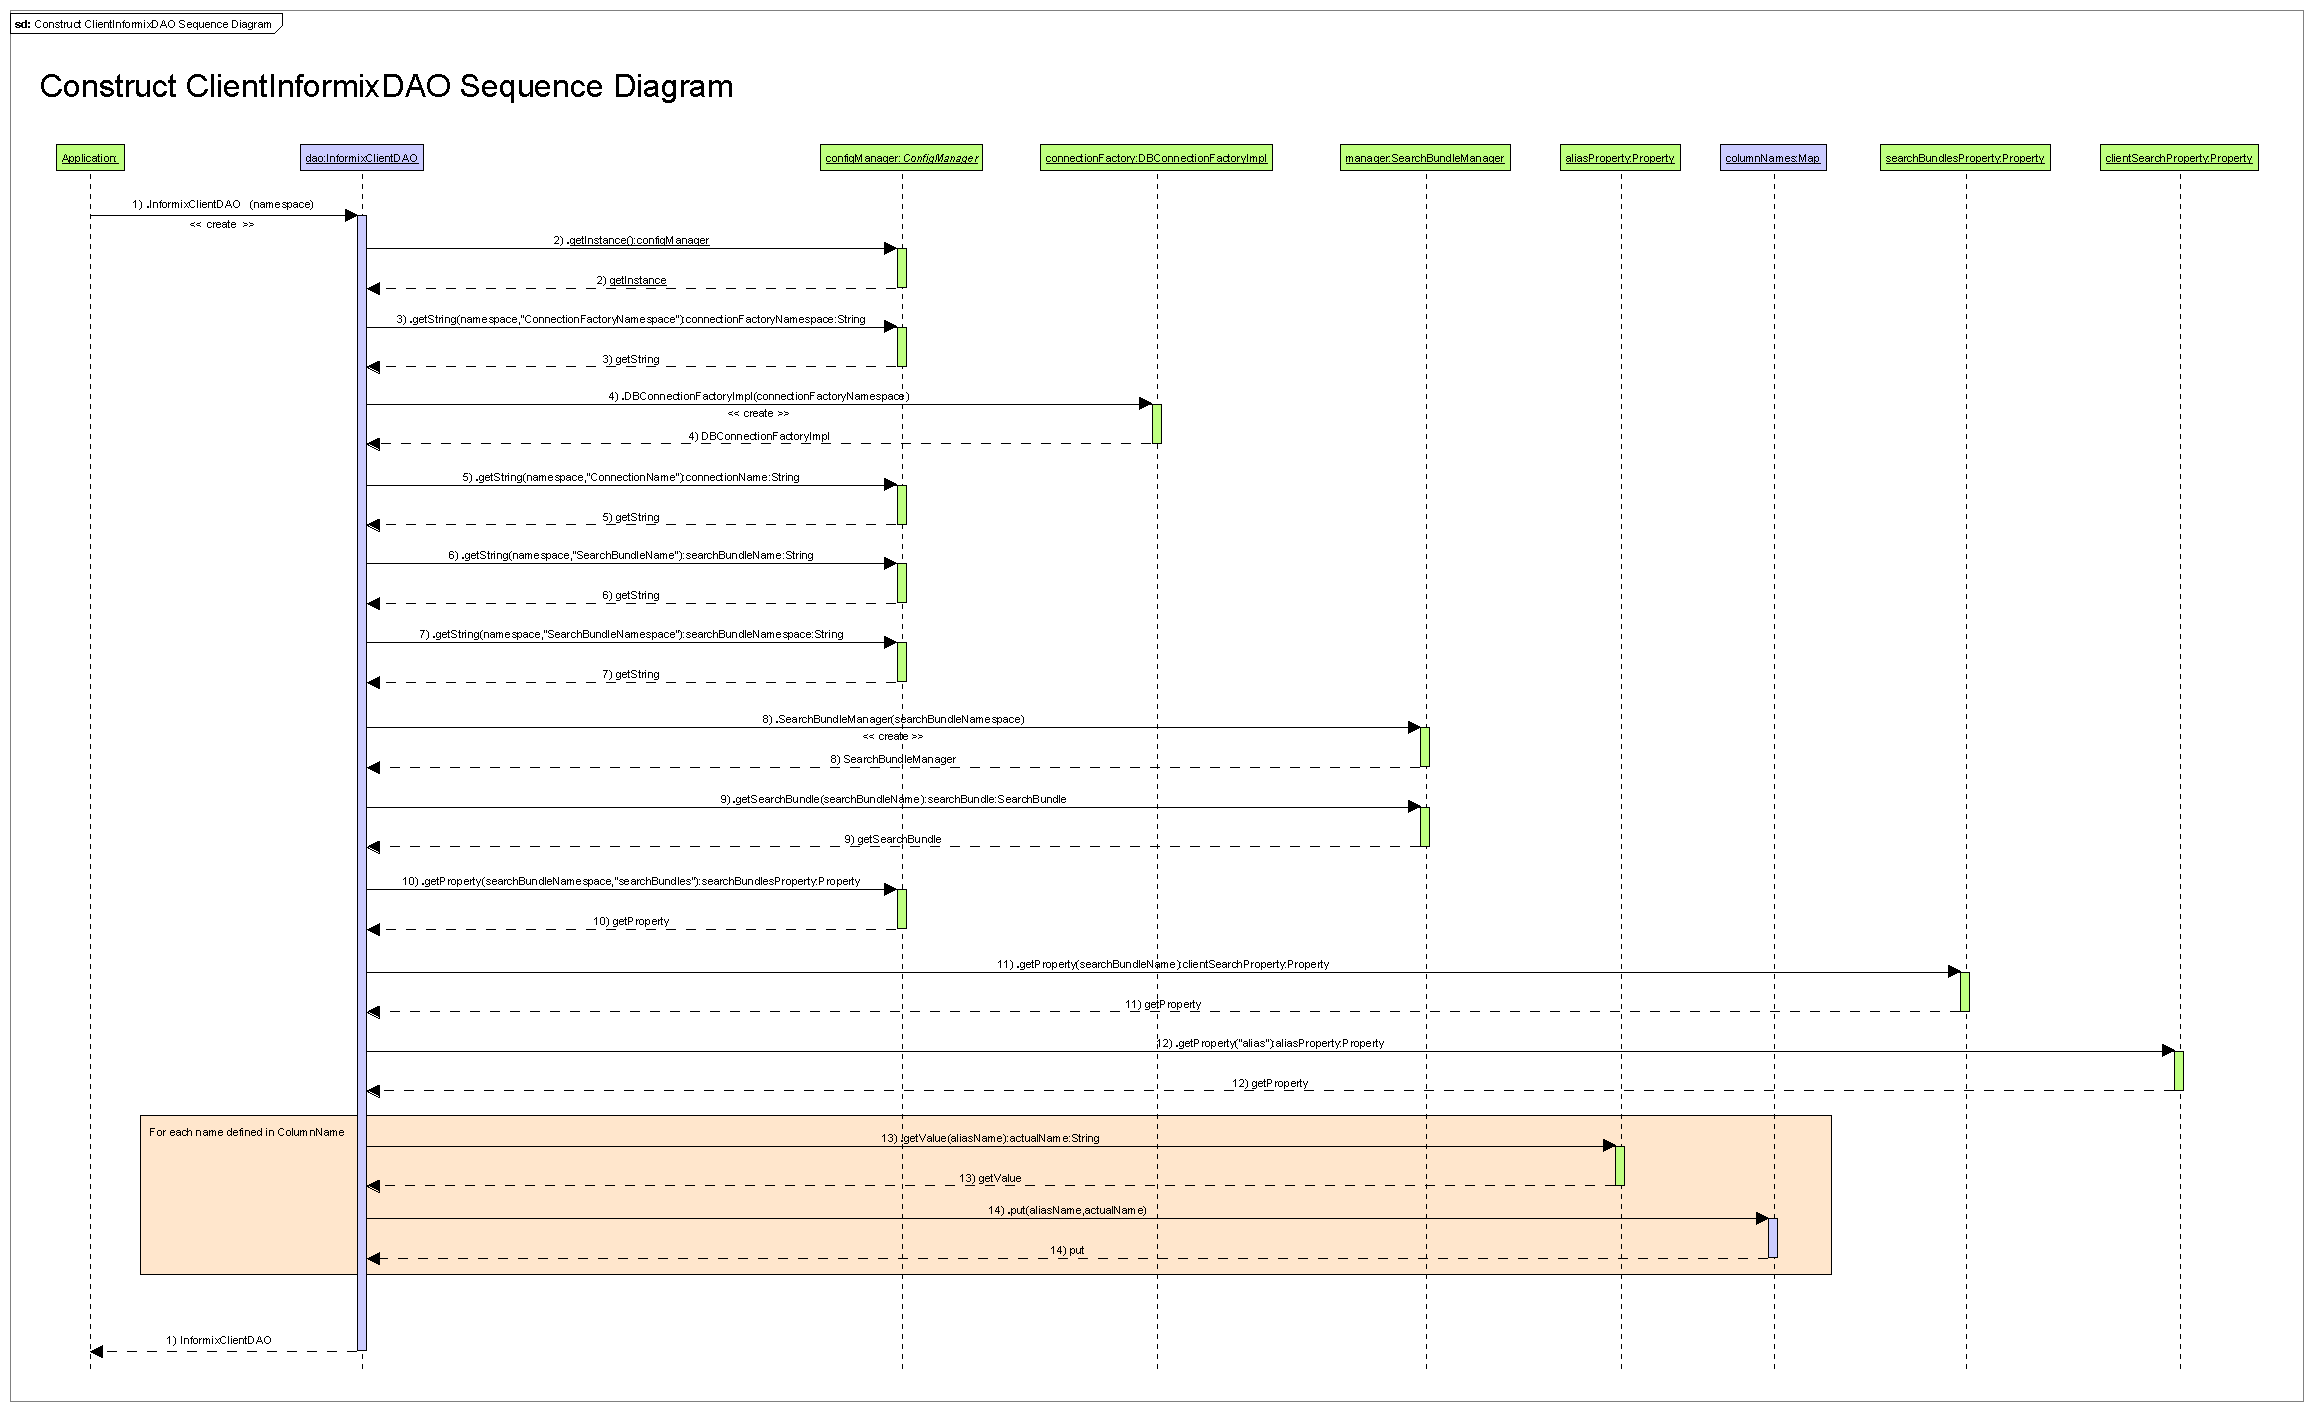 sd: Construct ClientInformixDAO Sequence Diagram
Construct ClientInformixDAO Sequence Diagram
Application:
dao:InformixClientDAO
configManager: ConfigManager
connectionFactory:DBConnectionFactoryImpl
manager:SearchBundleManager
aliasProperty:Property
columnNames:Map
searchBundlesProperty:Property
clientSearchProperty:Property
1) .InformixClientDAO (namespace)
<< create >>
2) .getInstance():configManager
2) getInstance
3) .getString(namespace,"ConnectionFactoryNamespace"):connectionFactoryNamespace:String
3) getString
4) .DBConnectionFactoryImpl(connectionFactoryNamespace)
<< create >>
4) DBConnectionFactoryImpl
5) .getString(namespace,"ConnectionName"):connectionName:String
5) getString
6) .getString(namespace,"SearchBundleName"):searchBundleName:String
6) getString
7) .getString(namespace,"SearchBundleNamespace"):searchBundleNamespace:String
7) getString
8) .SearchBundleManager(searchBundleNamespace)
<< create >>
8) SearchBundleManager
9) .getSearchBundle(searchBundleName):searchBundle:SearchBundle
9) getSearchBundle
10) .getProperty(searchBundleNamespace,"searchBundles"):searchBundlesProperty:Property
10) getProperty
11) .getProperty(searchBundleName):clientSearchProperty:Property
11) getProperty
12) .getProperty("alias"):aliasProperty:Property
12) getProperty
For each name defined in ColumnName
13) .getValue(aliasName):actualName:String
13) getValue
14) .put(aliasName,actualName)
14) put
1) InformixClientDAO